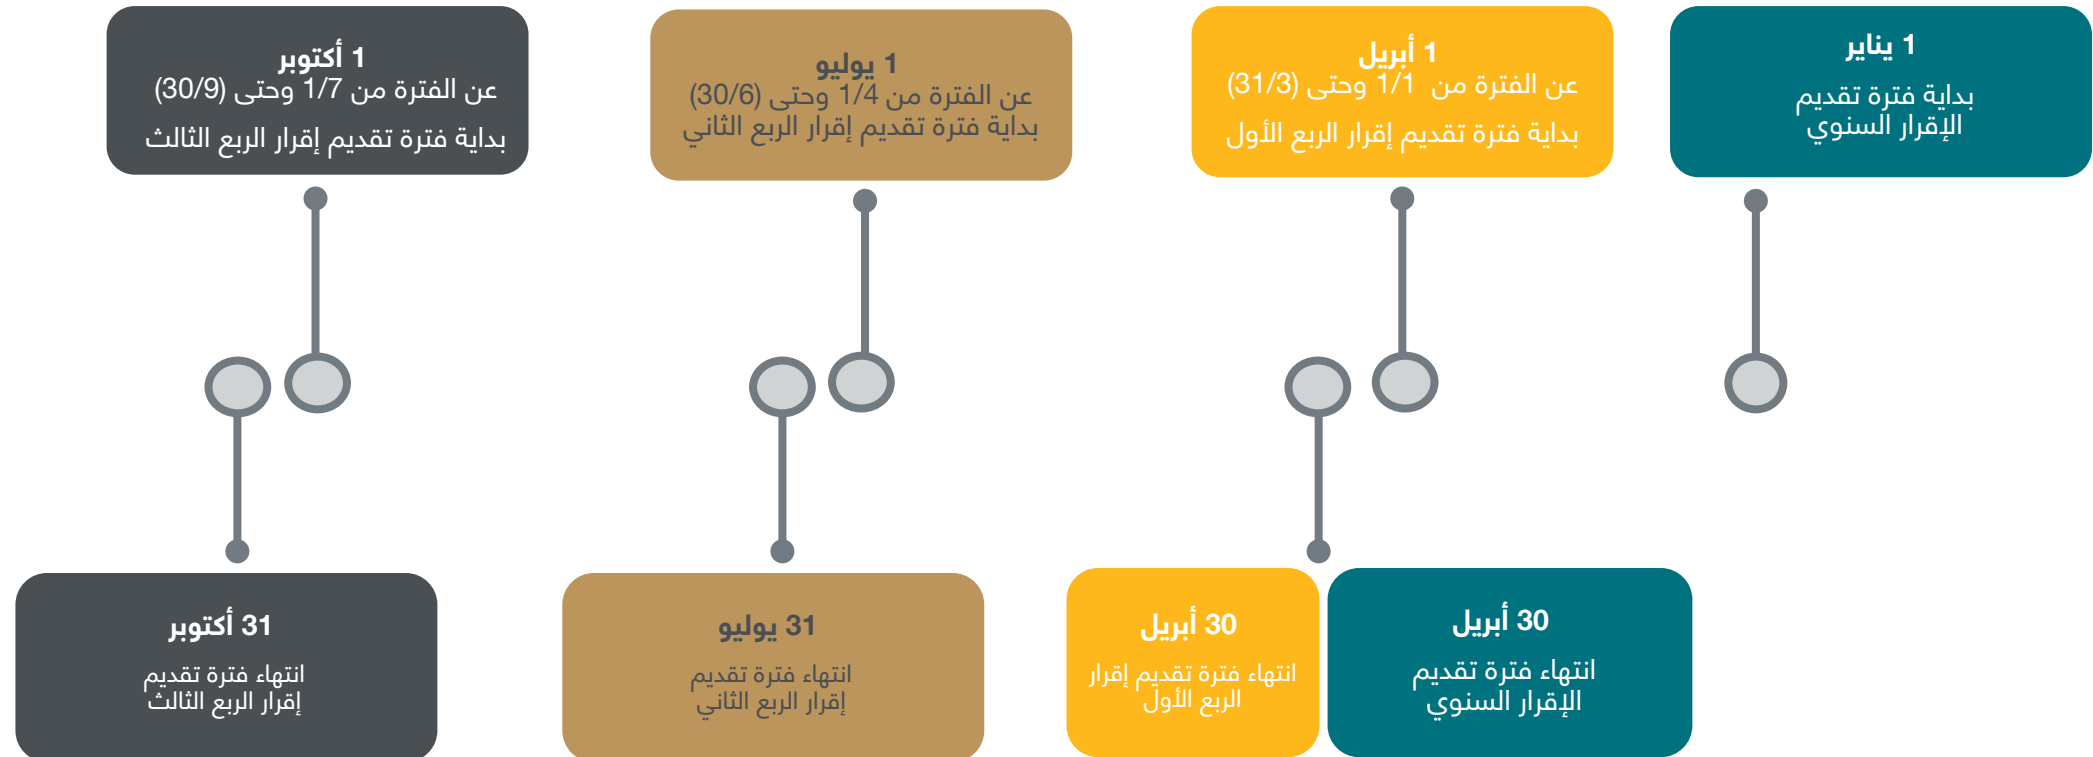 1 يناير
بداية فترة تقديم
الإقرار السنوي
1 أبريل
عن الفترة من 1/1 وحتى (31/3)
بداية فترة تقديم إقرار الربع الأول
1 يوليو
عن الفترة من 1/4 وحتى (30/6)
بداية فترة تقديم إقرار الربع الثاني
1 أكتوبر
عن الفترة من 1/7 وحتى (30/9)
بداية فترة تقديم إقرار الربع الثالث
30 أبريل
انتهاء فترة تقديم
الإقرار السنوي
30 أبريل
انتهاء فترة تقديم إقرار
الربع الأول
31 يوليو
انتهاء فترة تقديم
إقرار الربع الثاني
31 أكتوبر
انتهاء فترة تقديم
إقرار الربع الثالث